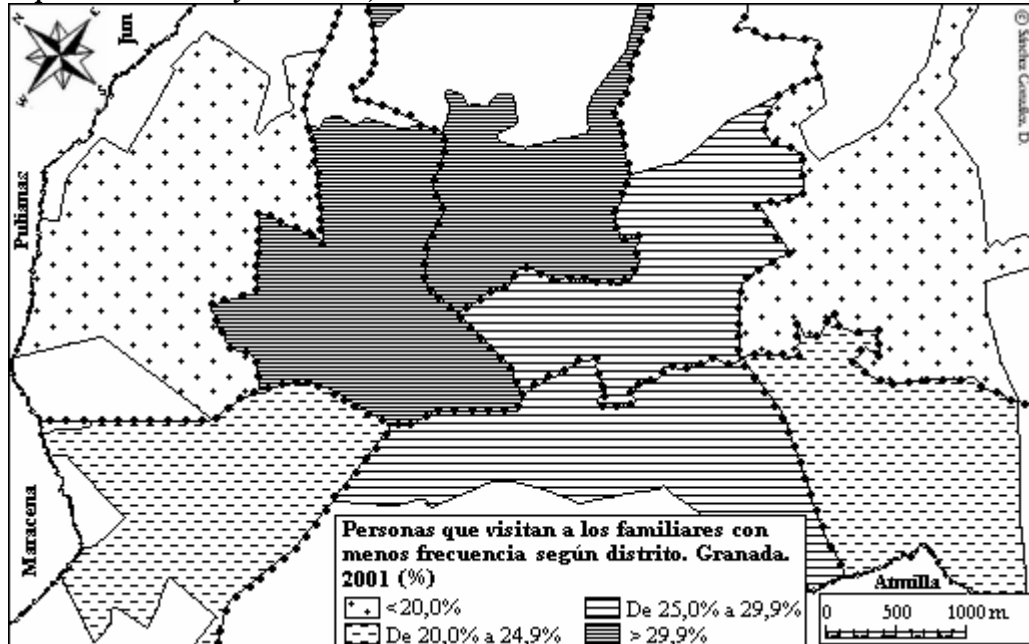 N
E
S
W
Jun
© Sánchez González, D.
Pulianas
Maracena
Personas que visitan a los familiares con
menos frecuencia según distrito. Granada.
2001 (%)
<20,0%
De 25,0% a 29,9%
De 20,0% a 24,9%
> 29,9%
Armilla
0 500 1000 m.